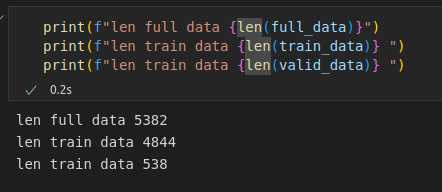 print(f"len full data {len(full_data)}")
print(f"len train data {len(train_data)} ")
print(f"len train data {len(valid_data)} ")
0.2s
len full data 5382
len train data 4844
len train data 538